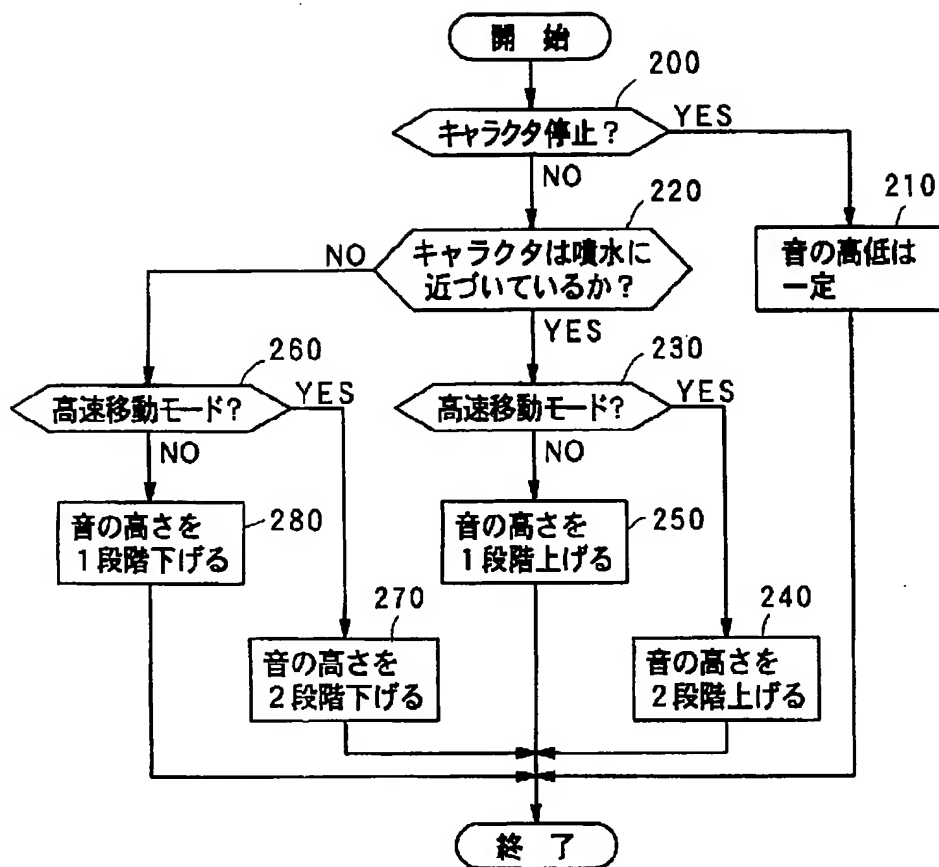 開 始
200
キャラクタ停止?
YES
NO
220
210
キャラクタは噴水に
近づいているか?
NO
YES
音の高低は
一定
260
230
高速移動モード?
YES
NO
高速移動モード?
YES
NO
音の高さを
1段階下げる
280
音の高さを
1段階上げる
250
270
240
音の高さを
2段階下げる
音の高さを
2段階上げる
終 了